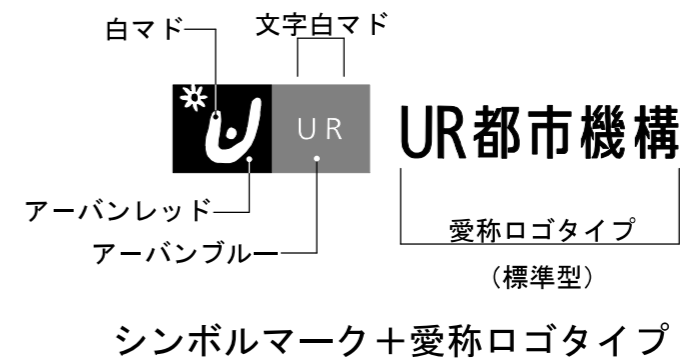 白マド
文字白マド
UR
UR都市機構
アーバンレッド
アーバンブルー
愛称ロゴタイプ
（標準型）
シンボルマーク＋愛称ロゴタイプ